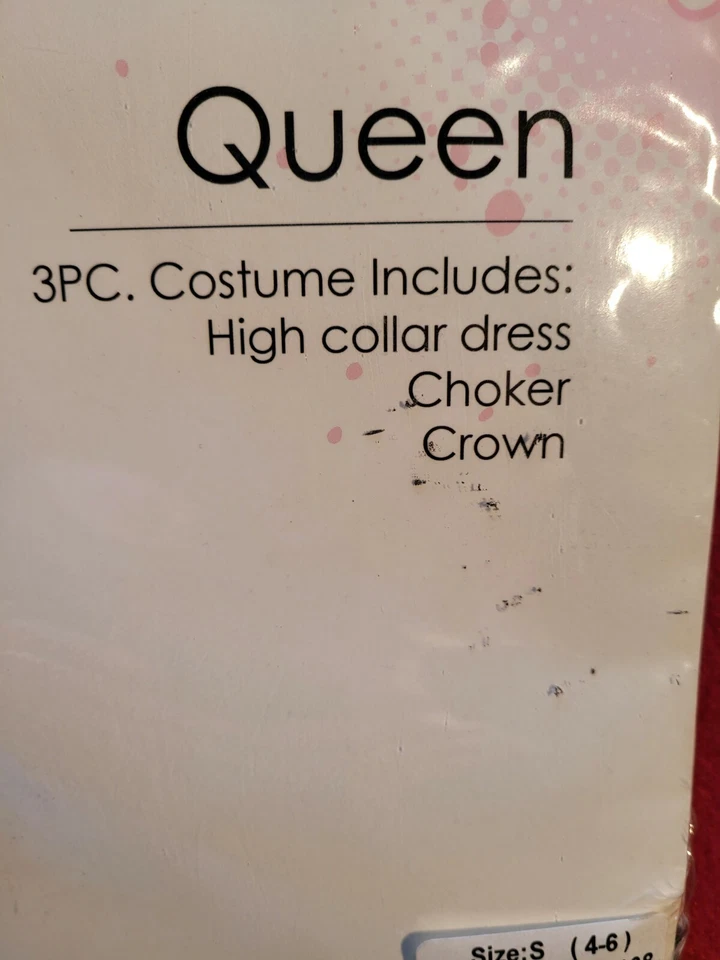 Queen
3PC. Costume Includes:
High collar dress
Choker
Crown
Size:S (4-6)